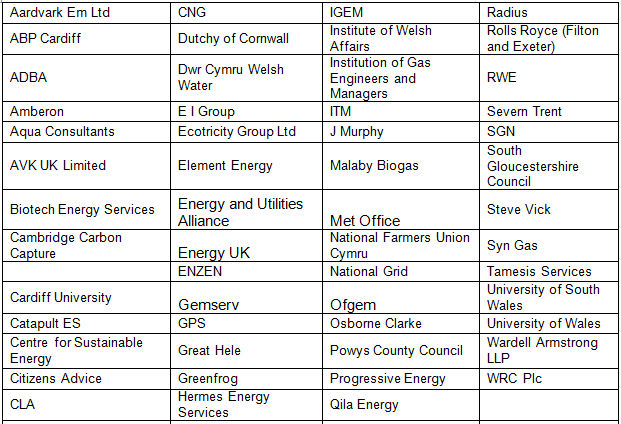 Aardvark Em Ltd CNG IGEM Radius
ABP Cardiff Dutchy of Cornwall Institute of Welsh Affairs Rolls Royce (Filton and Exeter)
ADBA Dwr Cymru Welsh Water Institution of Gas Engineers and Managers RWE
Amberon E I Group ITM Severn Trent
Aqua Consultants Ecotricity Group Ltd J Murphy SGN
AVK UK Limited Element Energy Malaby Biogas South Gloucestershire Council
Biotech Energy Services Energy and Utilities Alliance Met Office Steve Vick
Cambridge Carbon Capture Energy UK National Farmers Union Cymru Syn Gas
ENZEN National Grid Tamesis Services
Cardiff University Gemserv Ofgem University of South Wales
Catapult ES GPS Osborne Clarke University of Wales
Centre for Sustainable Energy Great Hele Powys County Council Wardell Armstrong LLP
Citizens Advice Greenfrog Progressive Energy WRC Plc
CLA Hermes Energy Services Qila Energy